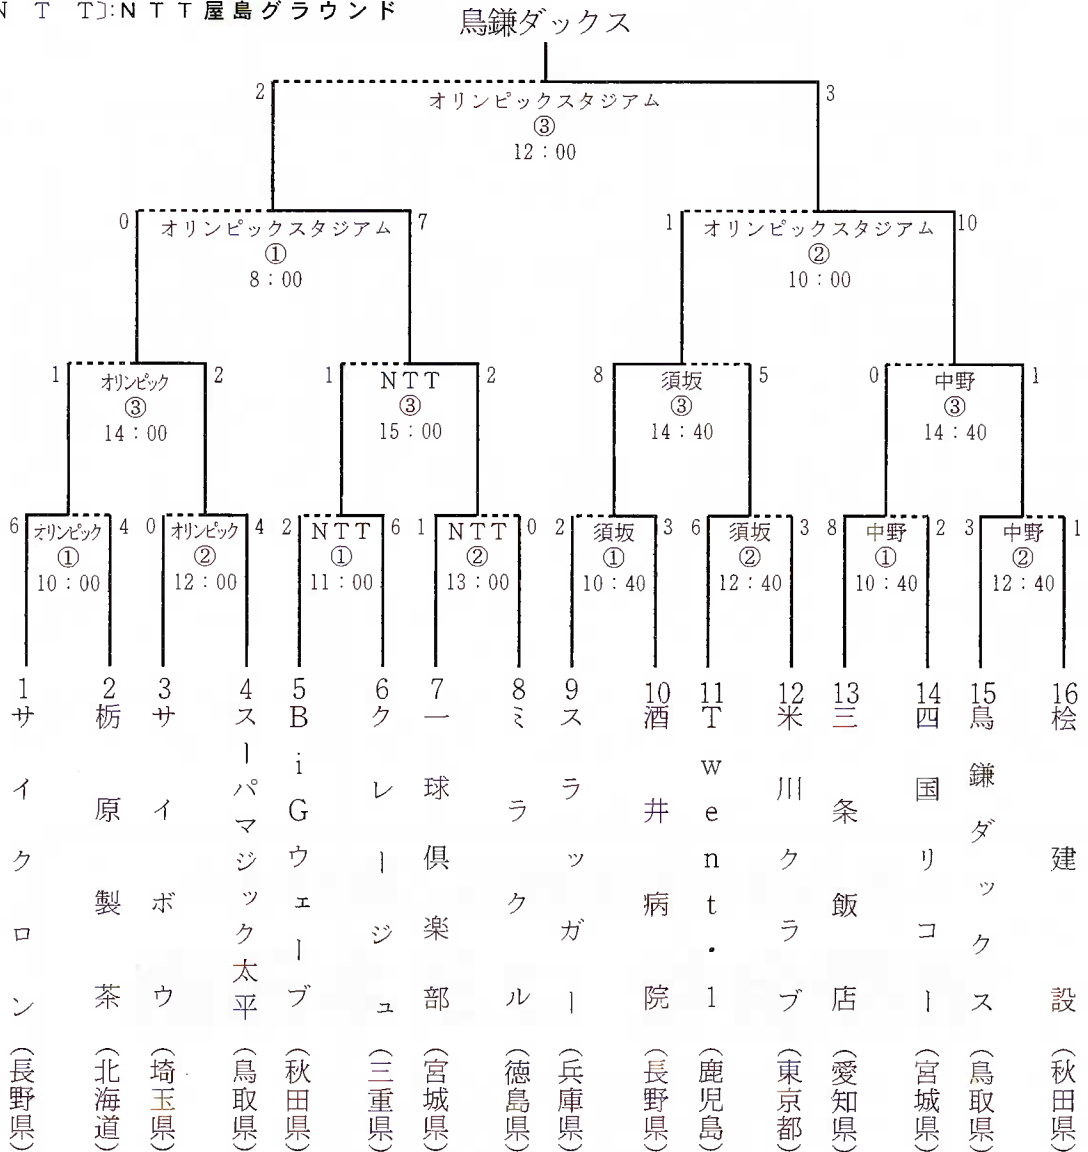 N T T〕:NTT屋島グラウンド
鳥鎌ダックス
2 3
オリンピックスタジアム
③
12：00
0 7 1 10
オリンピックスタジアム オリンピックスタジアム
① ②
8：00 10：00
1 2 1 2 8 5 0 1
オリンピック NTT 須坂 中野
③ ③ ③ ③
14：00 15：00 14：40 14：40
6 4 0 4 2 6 1 0 2 3 6 3 8 2 3 1
オリンピック オリンピック NTT NTT 須坂 須坂 中野 中野
① ② ① ② ① ② ① ②
10：00 12：00 11：00 13：00 10：40 12：40 10：40 12：40
1 サイクロン（長野県）
2 栃原製茶（北海道）
3 サイボウ（埼玉県）
4 スーパマジック太平（鳥取県）
5 BiGウェーブ（秋田県）
6 クレージュ（三重県）
7 一球倶楽部（宮城県）
8 ミラクル（徳島県）
9 スラッガー（兵庫県）
10 酒井病院（長野県）
11 Twent・1（鹿児島）
12 米川クラブ（東京都）
13 三条飯店（愛知県）
14 四国リコー（宮城県）
15 鳥鎌ダックス（鳥取県）
16 桧建設（秋田県）